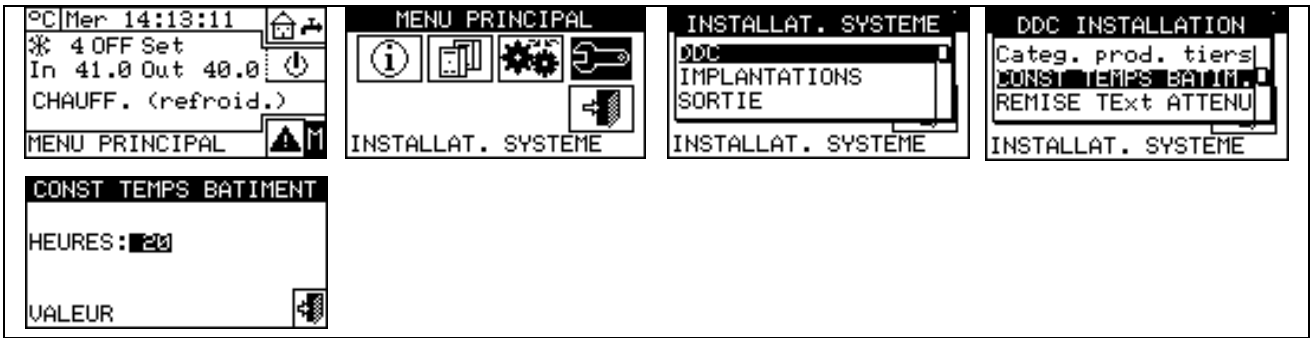 ºC Mer 14:13:11
4 OFF Set
In 41.0 Out 40.0
CHAUFF. (refroid.)
MENU PRINCIPAL M
MENU PRINCIPAL
INSTALLAT. SYSTEME
INSTALLAT. SYSTEME
DDC
IMPLANTATIONS
SORTIE
INSTALLAT. SYSTEME
DDC INSTALLATION
Categ. prod. tiers
CONST TEMPS BATIM.
REMISE TExt ATTENU
INSTALLAT. SYSTEME
CONST TEMPS BATIMENT
HEURES: 20
VALEUR